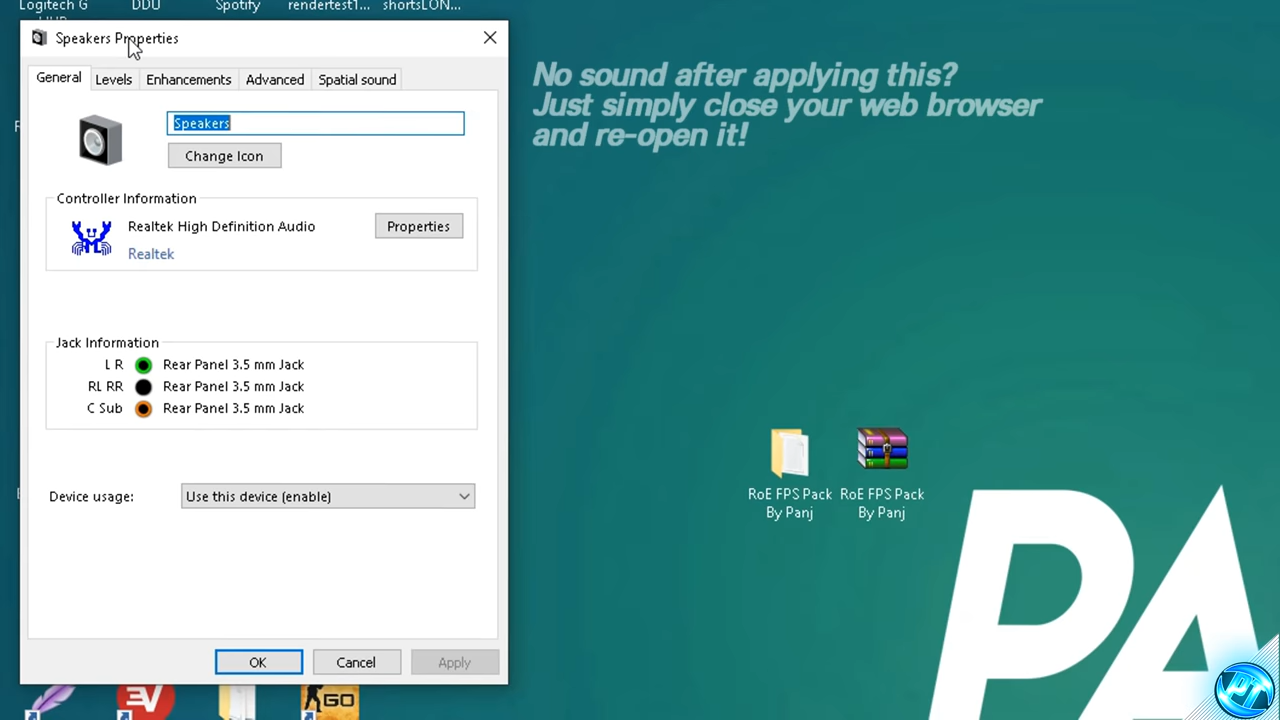 Logitech G
DDU
Spotify
rendertest1...
shortsLON...
Speakers Properties
General
Levels
Enhancements
Advanced
Spatial sound
No sound after applying this?
Just simply close your web browser
and re-open it!
Speakers
Change Icon
Controller Information
Realtek High Definition Audio
Properties
Realtek
Jack Information
L R
Rear Panel 3.5 mm Jack
RL RR
Rear Panel 3.5 mm Jack
C Sub
Rear Panel 3.5 mm Jack
RoE FPS Pack
By Panj
RoE FPS Pack
By Panj
Device usage:
Use this device (enable)
OK
Cancel
Apply
PA
EV
GO
PT